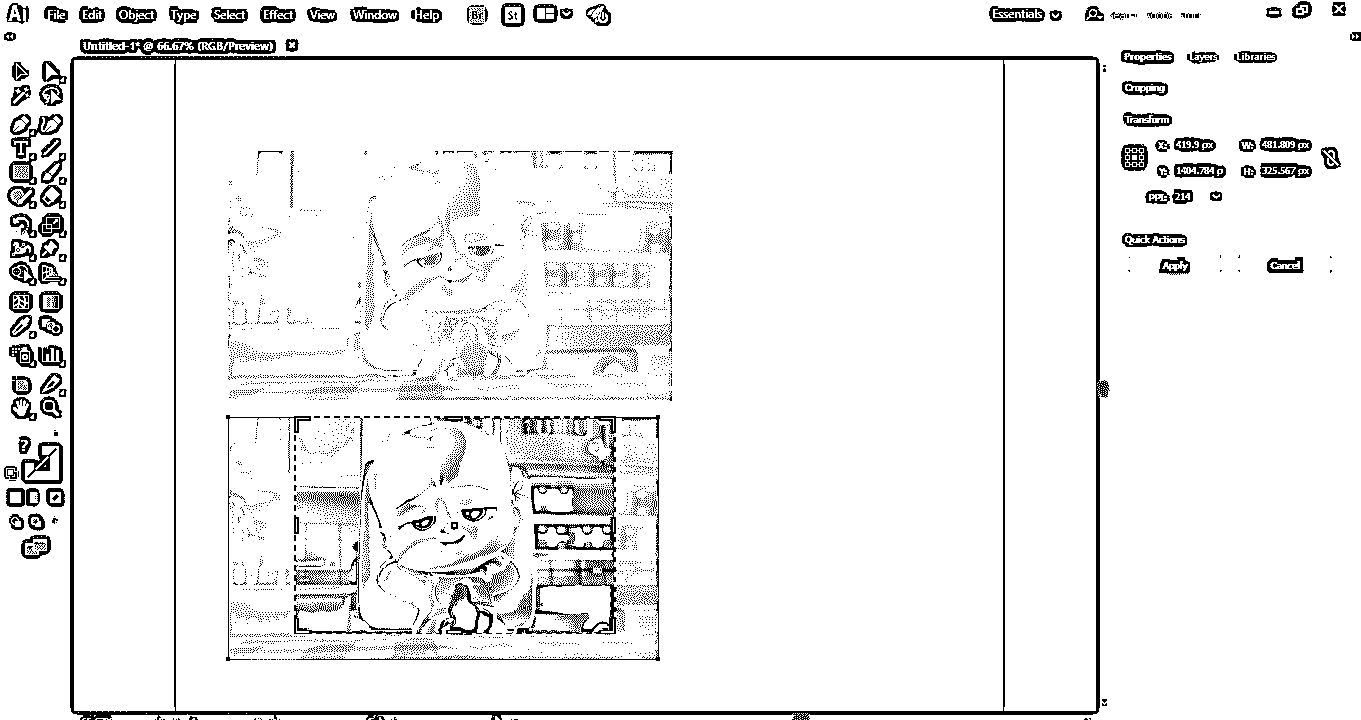 Ai File Edit Object Type Select Effect View Window Help Br St Essentials
Untitled-1* @ 66.67% (RGB/Preview) ×
Properties Layers Libraries
Cropping
Transform
X: 419.9 px W: 481.809 px
Y: 1404.784 p H: 325.567 px
PPI: 214
Quick Actions
Apply Cancel